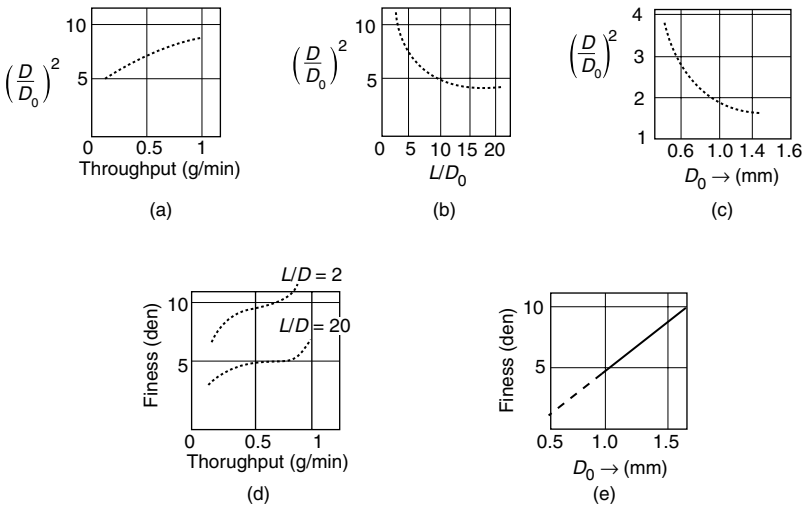 10
(D/D0)2
5
0 0.5 1
Throughput (g/min)
(a)
10
(D/D0)2
5
0 5 10 15 20
L/D0
(b)
4
(D/D0)2
3
2
1
0.6 1.0 1.4 1.6
D0 → (mm)
(c)
L/D = 2
10
L/D = 20
5
Finess (den)
0 0.5 1
Thorughput (g/min)
(d)
10
5
Finess (den)
0.5 1.0 1.5
D0 → (mm)
(e)